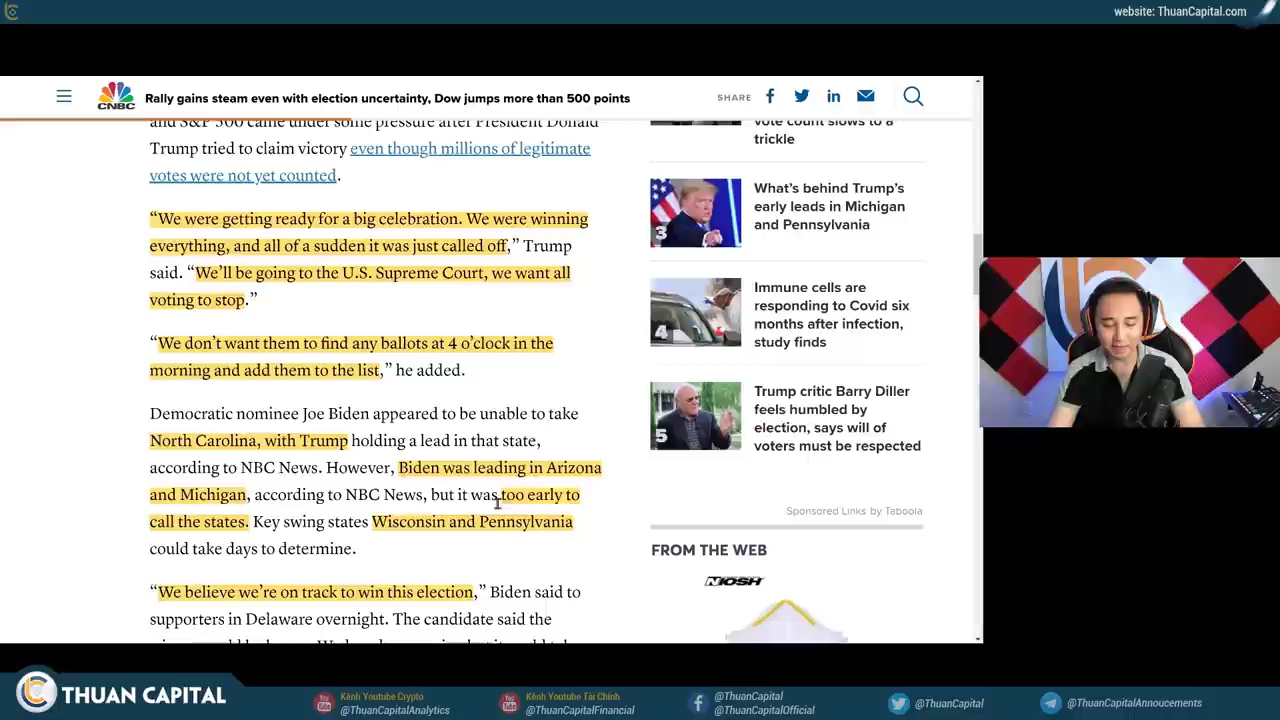 website: ThuanCapital.com
CNBC
Rally gains steam even with election uncertainty, Dow jumps more than 500 points
SHARE
and S&P 500 came under some pressure after President Donald
Trump tried to claim victory even though millions of legitimate
votes were not yet counted.
“We were getting ready for a big celebration. We were winning
everything, and all of a sudden it was just called off,” Trump
said. “We’ll be going to the U.S. Supreme Court, we want all
voting to stop.”
“We don’t want them to find any ballots at 4 o’clock in the
morning and add them to the list,” he added.
Democratic nominee Joe Biden appeared to be unable to take
North Carolina, with Trump holding a lead in that state,
according to NBC News. However, Biden was leading in Arizona
and Michigan, according to NBC News, but it was too early to
call the states. Key swing states Wisconsin and Pennsylvania
could take days to determine.
“We believe we’re on track to win this election,” Biden said to
supporters in Delaware overnight. The candidate said the
vote count slows to a
trickle
3
What’s behind Trump’s
early leads in Michigan
and Pennsylvania
4
Immune cells are
responding to Covid six
months after infection,
study finds
5
Trump critic Barry Diller
feels humbled by
election, says will of
voters must be respected
Sponsored Links by Taboola
FROM THE WEB
NIOSH
THUAN CAPITAL
Kênh Youtube Crypto
@ThuanCapitalAnalytics
Kênh Youtube Tài Chính
@ThuanCapitalFinancial
@ThuanCapital
@ThuanCapitalOfficial
@ThuanCapital
@ThuanCapitalAnnoucements